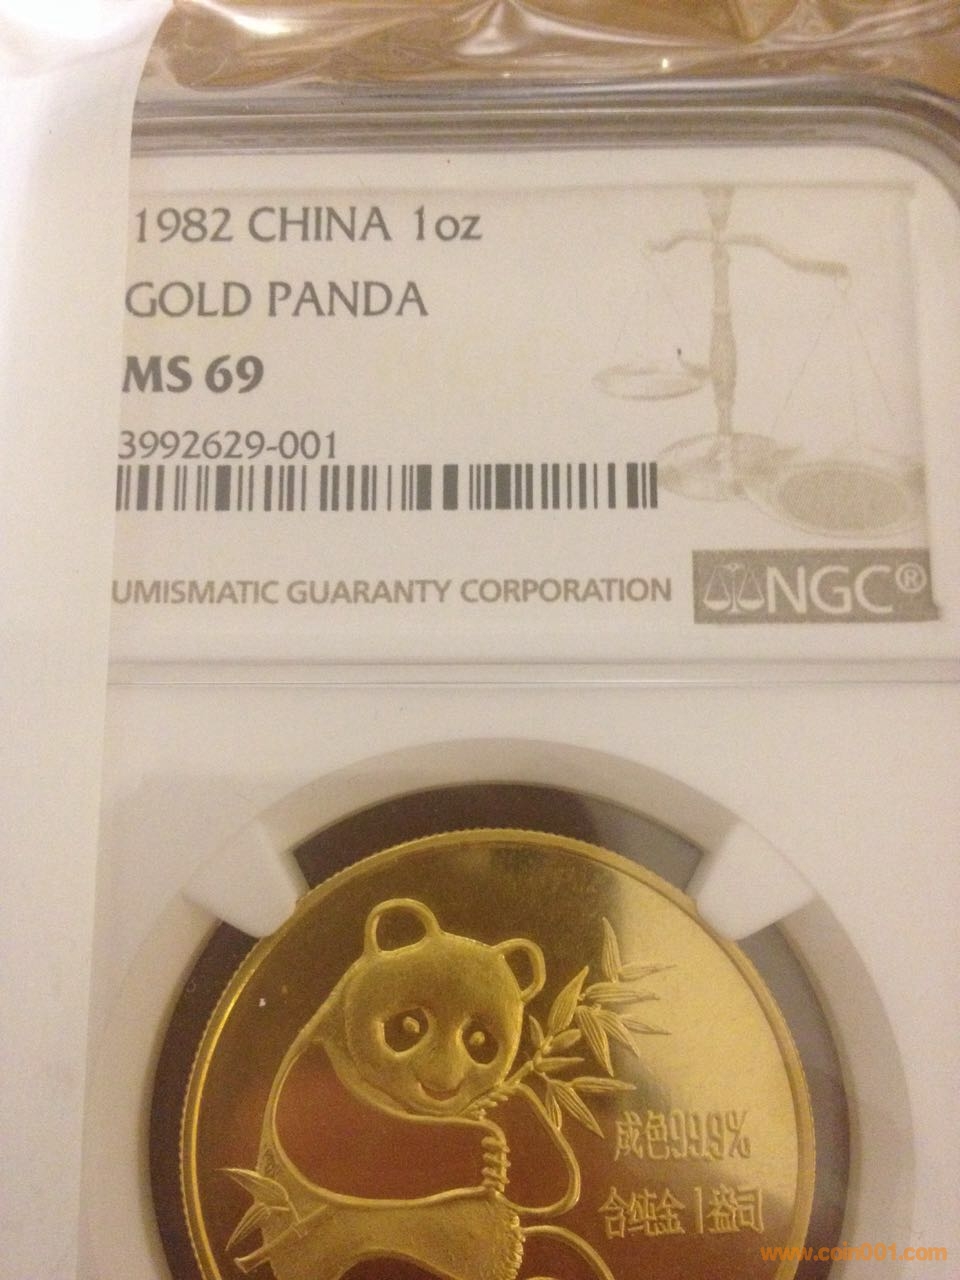 1982 CHINA 1oz
GOLD PANDA
MS 69
3992629-001
UMISMATIC GUARANTY CORPORATION
NGC®
成色99.9%
含纯金1盎司
www.coin001.com